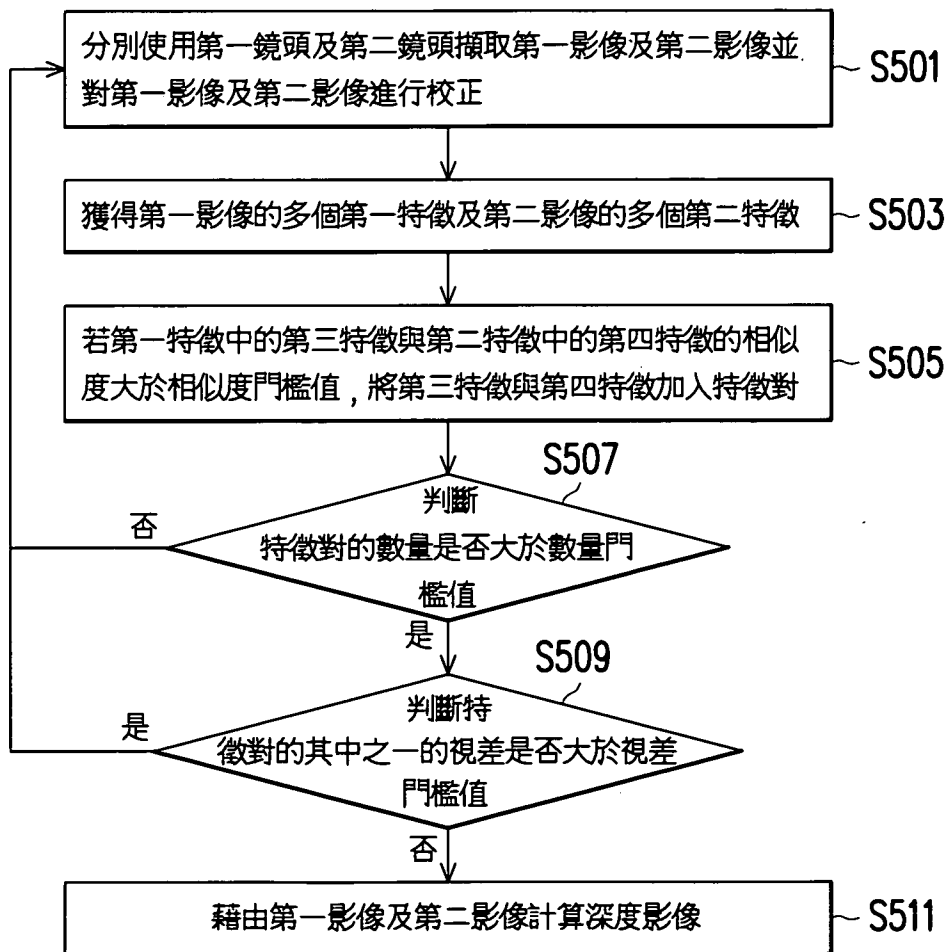 分別使用第一鏡頭及第二鏡頭擷取第一影像及第二影像並
對第一影像及第二影像進行校正
S501
獲得第一影像的多個第一特徵及第二影像的多個第二特徵
S503
若第一特徵中的第三特徵與第二特徵中的第四特徵的相似
度大於相似度門檻值,將第三特徵與第四特徵加入特徵對
S505
S507
判斷
特徵對的數量是否大於數量門
檻值
否
是
S509
判斷特
徵對的其中之一的視差是否大於視差
門檻值
是
否
藉由第一影像及第二影像計算深度影像
S511